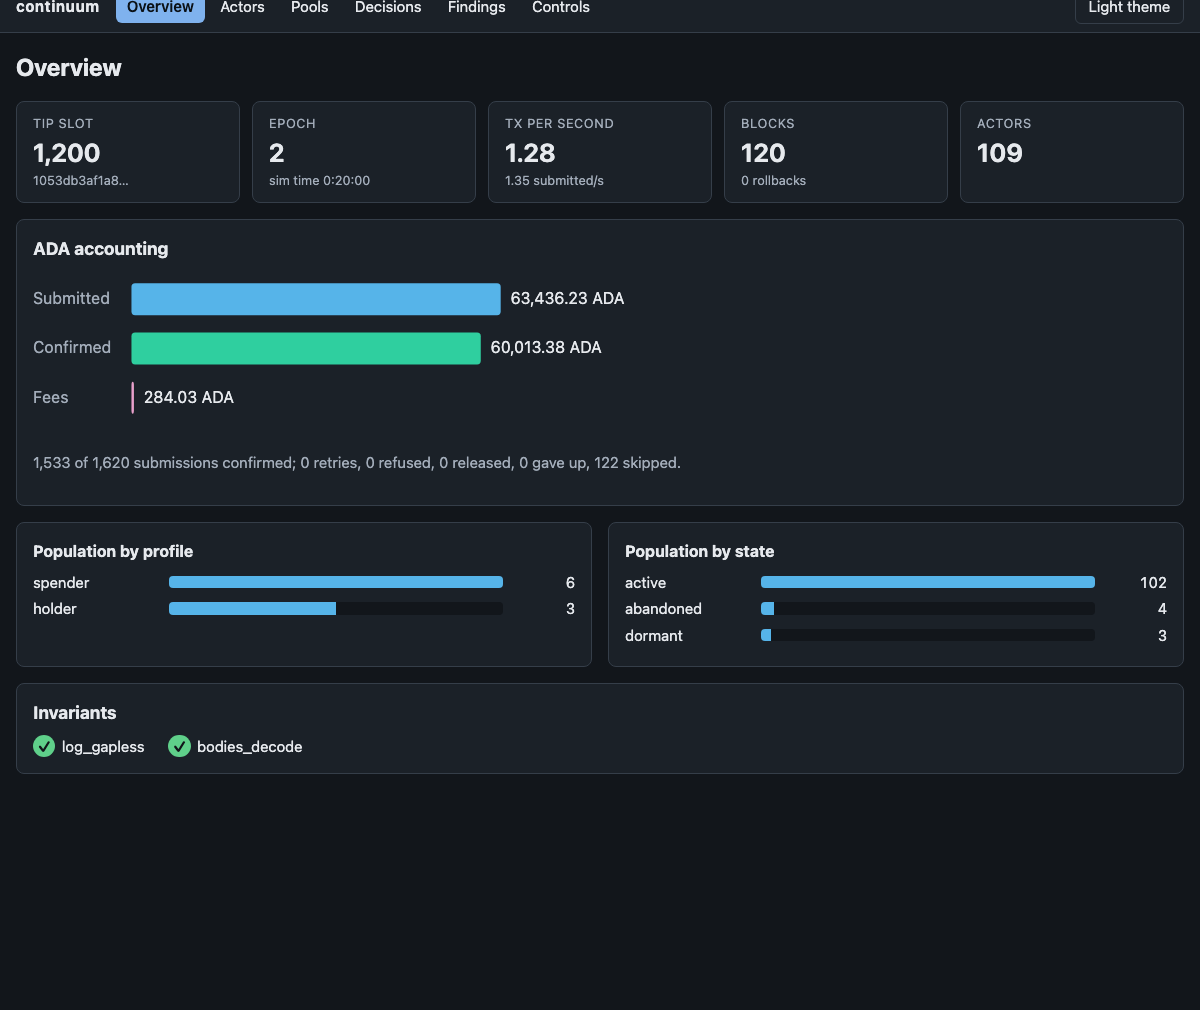 continuum Overview Actors Pools Decisions Findings Controls Light theme
Overview
TIP SLOT
1,200
1053db3af1a8…
EPOCH
2
sim time 0:20:00
TX PER SECOND
1.28
1.35 submitted/s
BLOCKS
120
0 rollbacks
ACTORS
109
ADA accounting
Submitted 63,436.23 ADA
Confirmed 60,013.38 ADA
Fees 284.03 ADA
1,533 of 1,620 submissions confirmed; 0 retries, 0 refused, 0 released, 0 gave up, 122 skipped.
Population by profile
spender 6
holder 3
Population by state
active 102
abandoned 4
dormant 3
Invariants
log_gapless bodies_decode